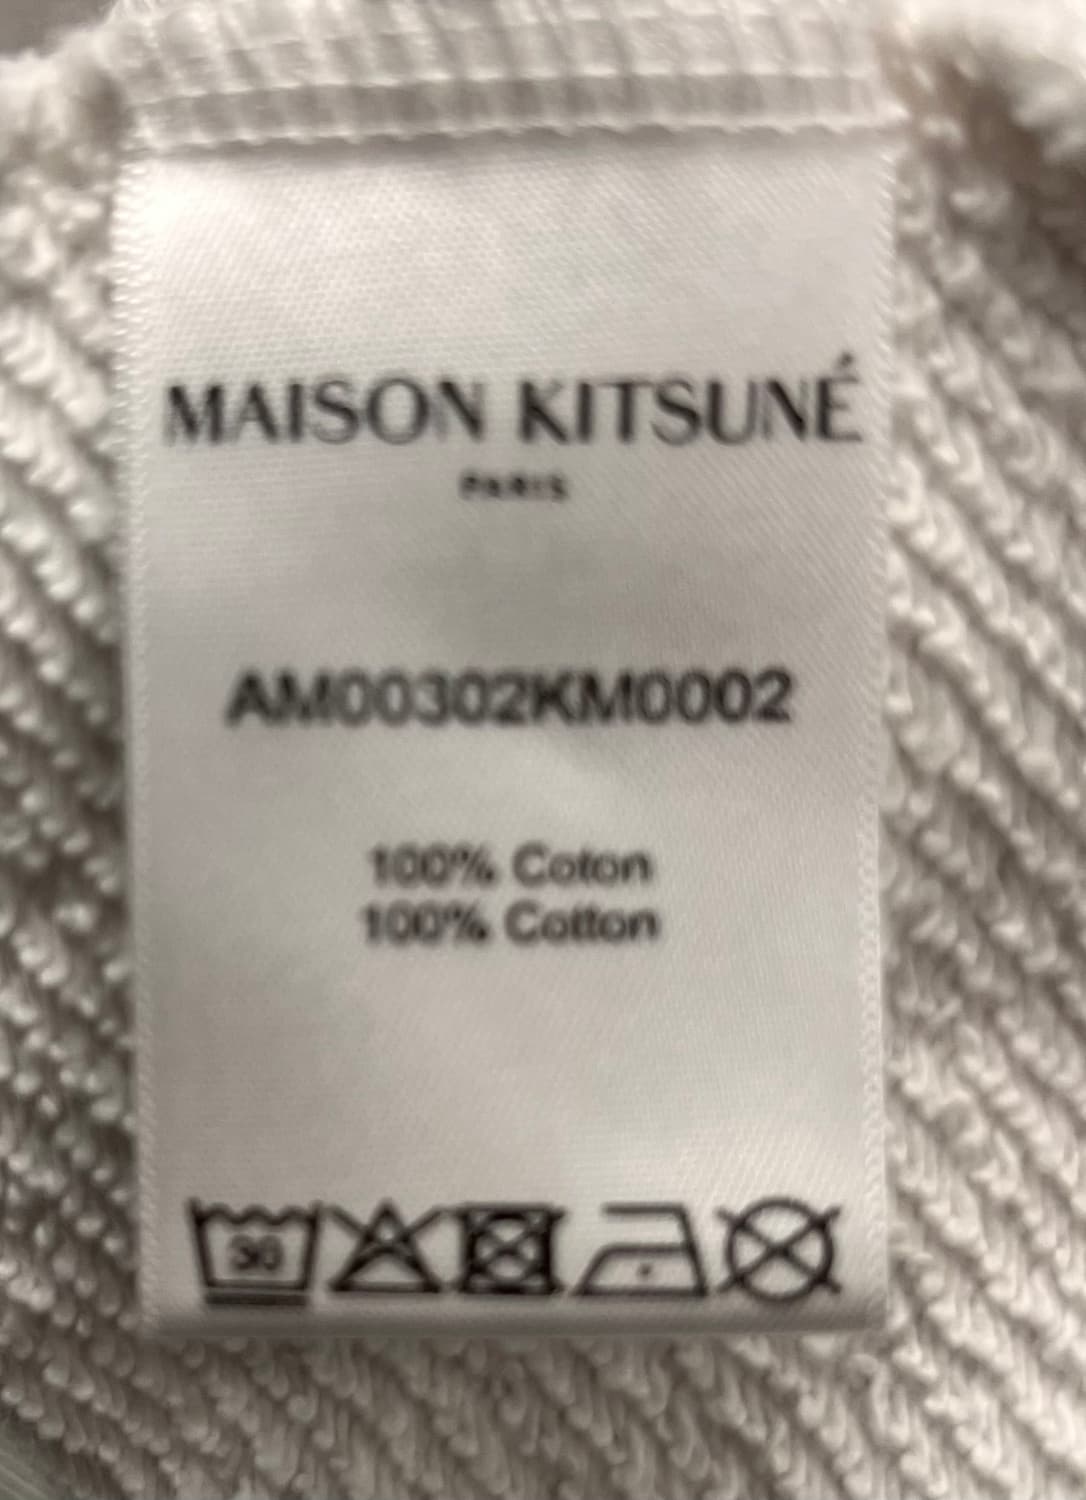 MAISON KITSUNÉ
PARIS
AM00302KM0002
100% Coton
100% Cotton
30